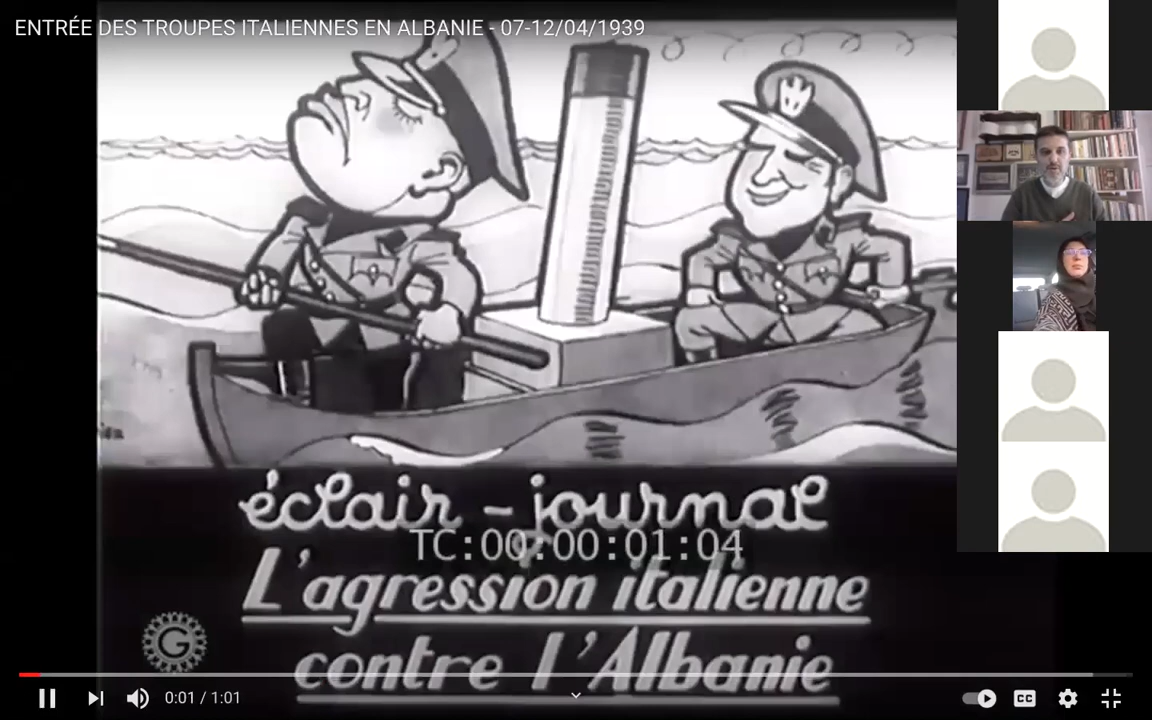 ENTRÉE DES TROUPES ITALIENNES EN ALBANIE - 07-12/04/1939
éclair - journal
TC:00:00:01:04
L'agression italienne
contre l'Albanie
G
0:01 / 1:01
CC